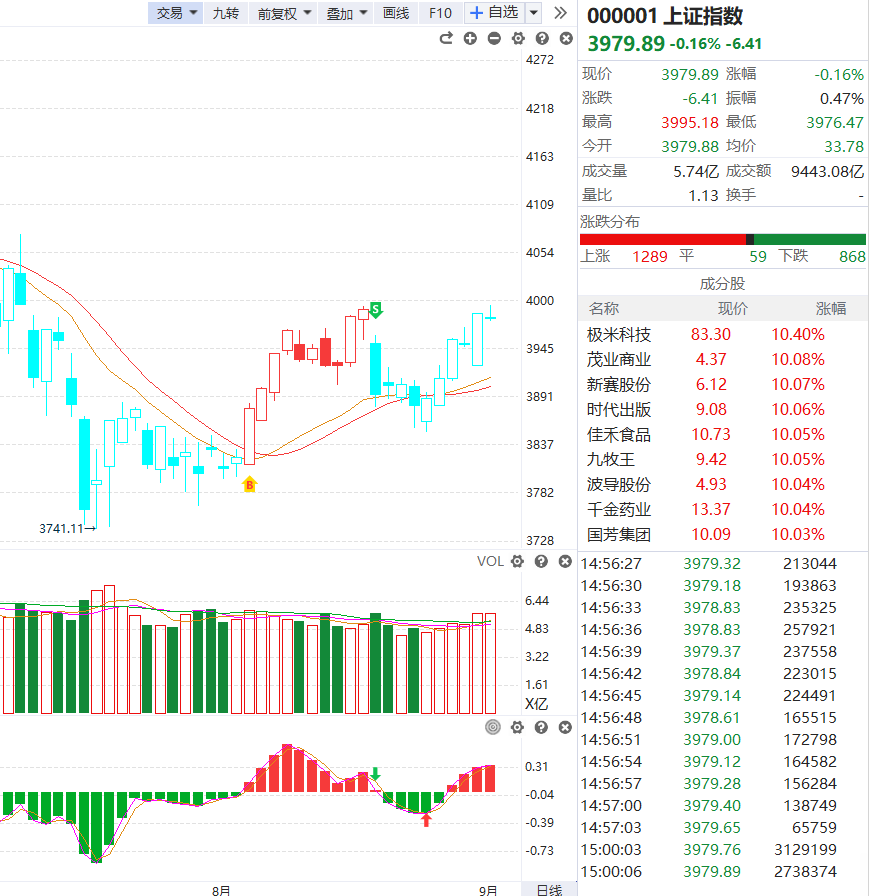 交易 九转 前复权 叠加 画线 F10 自选
000001 上证指数
3979.89 -0.16% -6.41
现价 3979.89 涨幅 -0.16%
涨跌 -6.41 振幅 0.47%
最高 3995.18 最低 3976.47
今开 3979.88 均价 33.78
成交量 5.74亿 成交额 9443.08亿
量比 1.13 换手 -
涨跌分布
上涨 1289 平 59 下跌 868
成分股
名称 现价 涨幅
极米科技 83.30 10.40%
茂业商业 4.37 10.08%
新赛股份 6.12 10.07%
时代出版 9.08 10.06%
佳禾食品 10.73 10.05%
九牧王 9.42 10.05%
波导股份 4.93 10.04%
千金药业 13.37 10.04%
国芳集团 10.09 10.03%
14:56:27 3979.32 213044
14:56:30 3979.18 193863
14:56:33 3978.83 235325
14:56:36 3978.83 257921
14:56:39 3979.37 237558
14:56:42 3978.84 223015
14:56:45 3979.14 224491
14:56:48 3978.61 165515
14:56:51 3979.00 172798
14:56:54 3979.12 164582
14:56:57 3979.28 156284
14:57:00 3979.40 138749
14:57:03 3979.65 65759
15:00:03 3979.76 3129199
15:00:06 3979.89 2738374
4272
4218
4163
4109
4054
4000
S
3945
3891
3837
B
3782
3741.11
3728
VOL
6.44
4.83
3.22
1.61
X亿
0.31
-0.04
-0.39
-0.73
8月 9月 日线